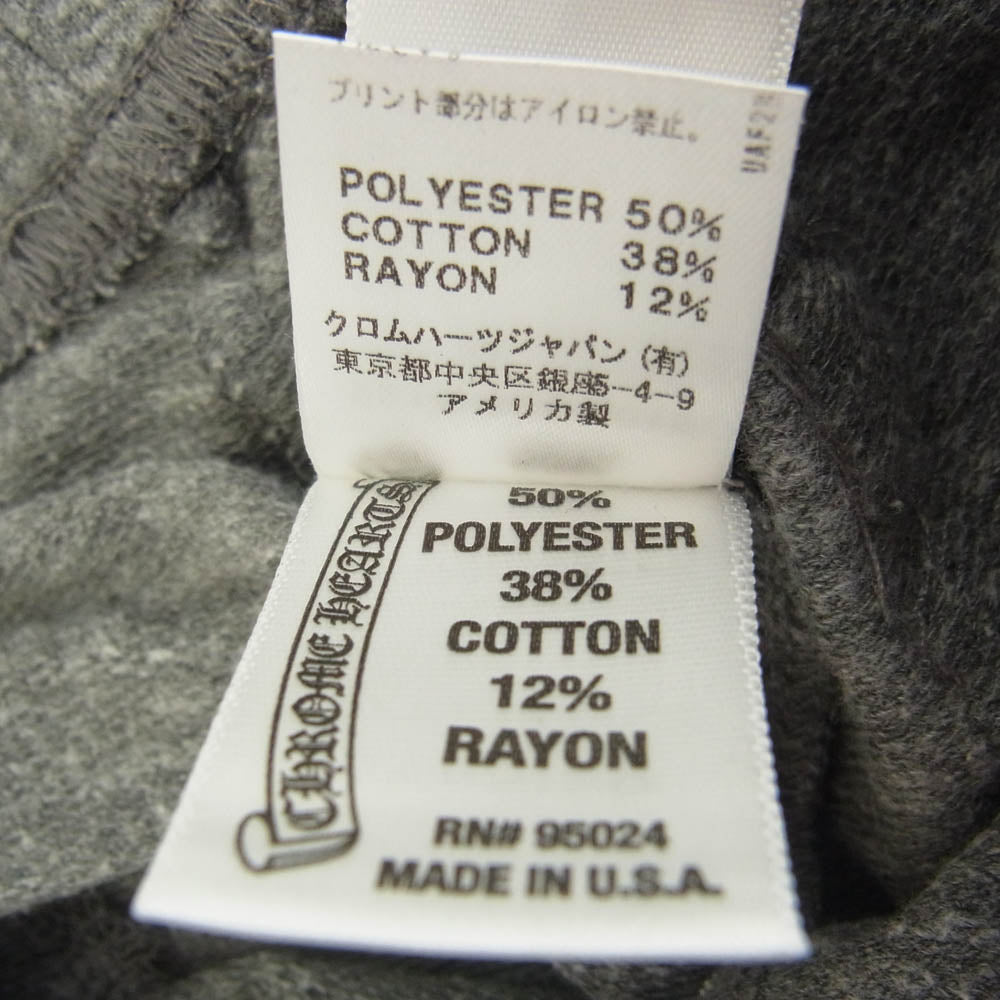 プリント部分はアイロン禁止。
POLYESTER 50%
COTTON 38%
RAYON 12%
クロムハーツジャパン (有)
東京都中央区銀座5-4-9
アメリカ製
50%
POLYESTER
38%
COTTON
12%
RAYON
RN# 95024
MADE IN U.S.A.
CHROME HEARTS